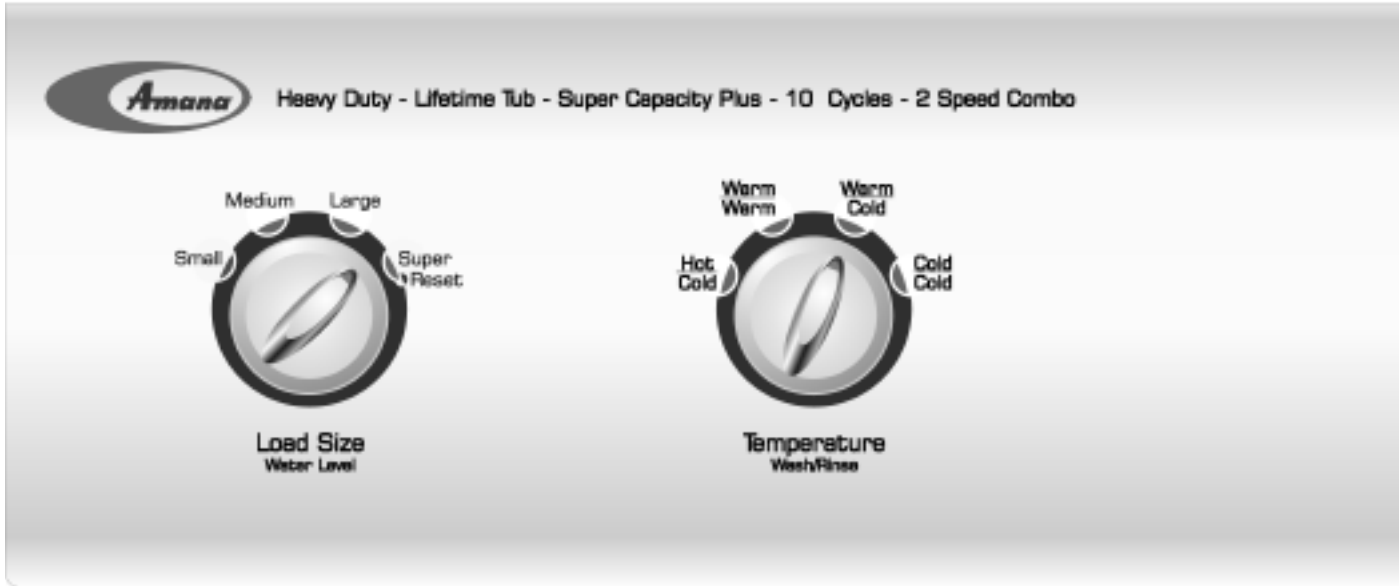 Amana
Heavy Duty - Lifetime Tub - Super Capacity Plus - 10 Cycles - 2 Speed Combo
Medium
Large
Small
Super
Reset
Load Size
Water Level
Warm
Warm
Warm
Cold
Hot
Cold
Cold
Cold
Temperature
Wash/Rinse